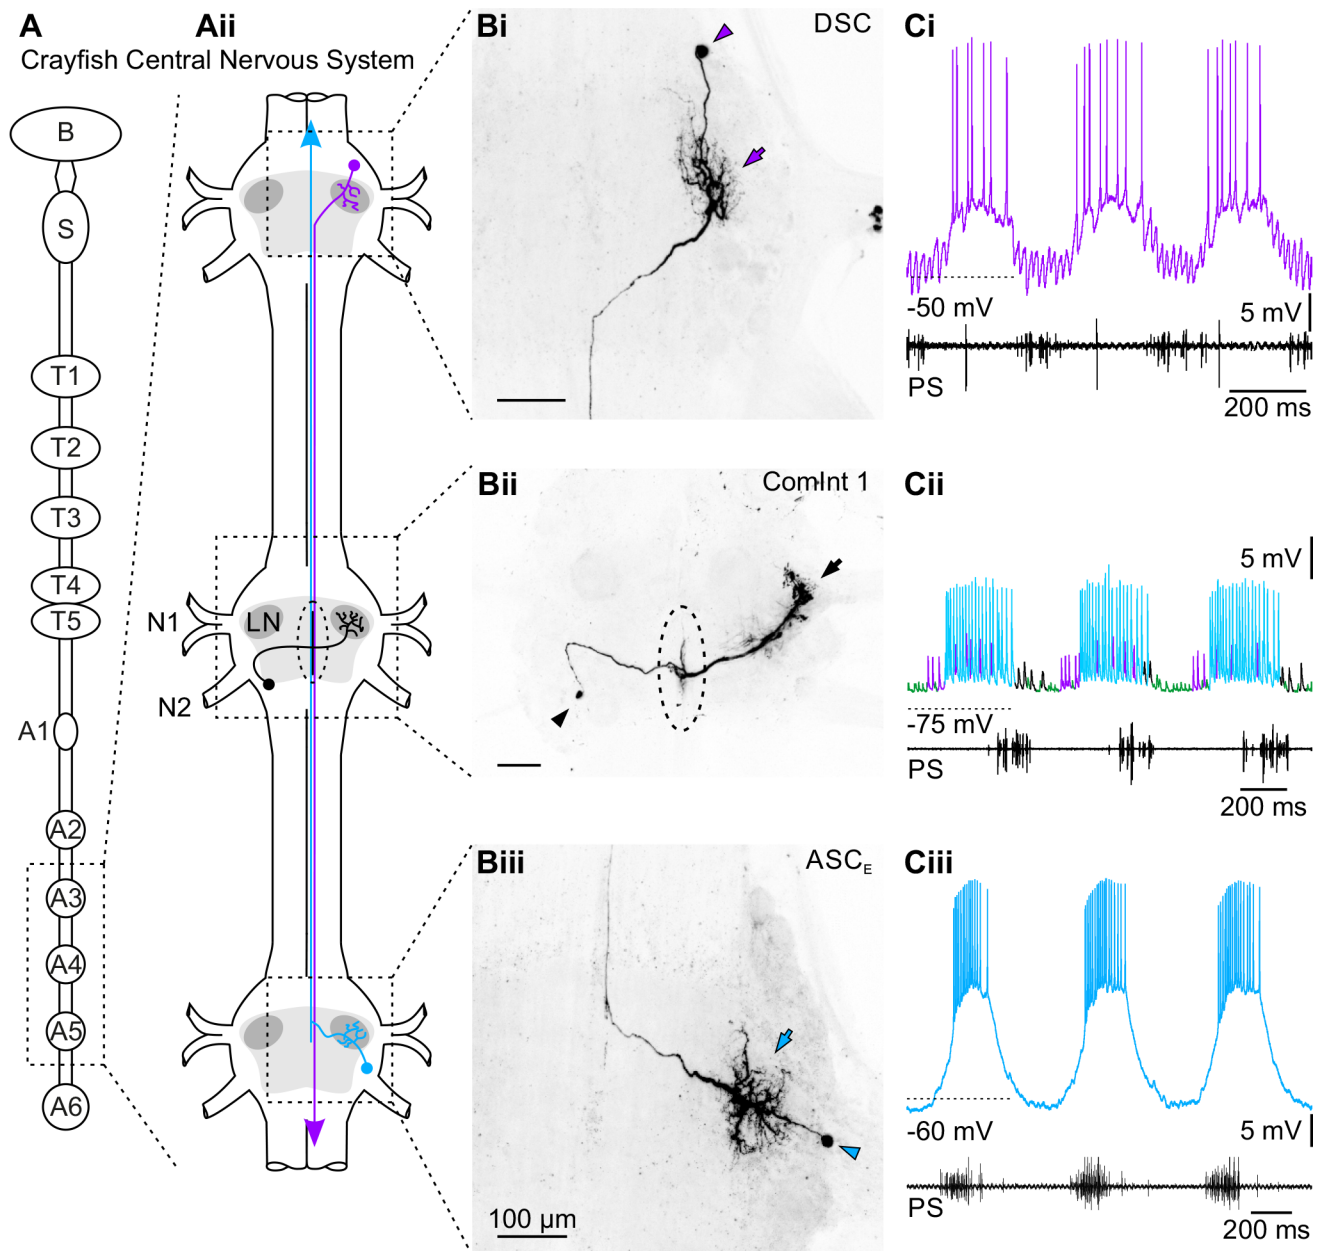 A
Aii
Crayfish Central Nervous System
B
S
T1
T2
T3
T4
T5
A1
A2
A3
A4
A5
A6
N1
LN
N2
Bi
DSC
Bii
ComInt 1
Biii
ASC_E
100 µm
Ci
-50 mV
5 mV
PS
200 ms
Cii
5 mV
-75 mV
PS
200 ms
Ciii
-60 mV
5 mV
PS
200 ms